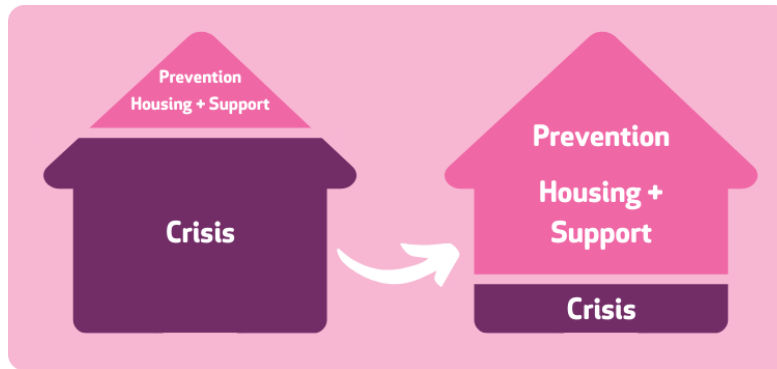 Prevention
Housing + Support
Crisis
Prevention
Housing +
Support
Crisis